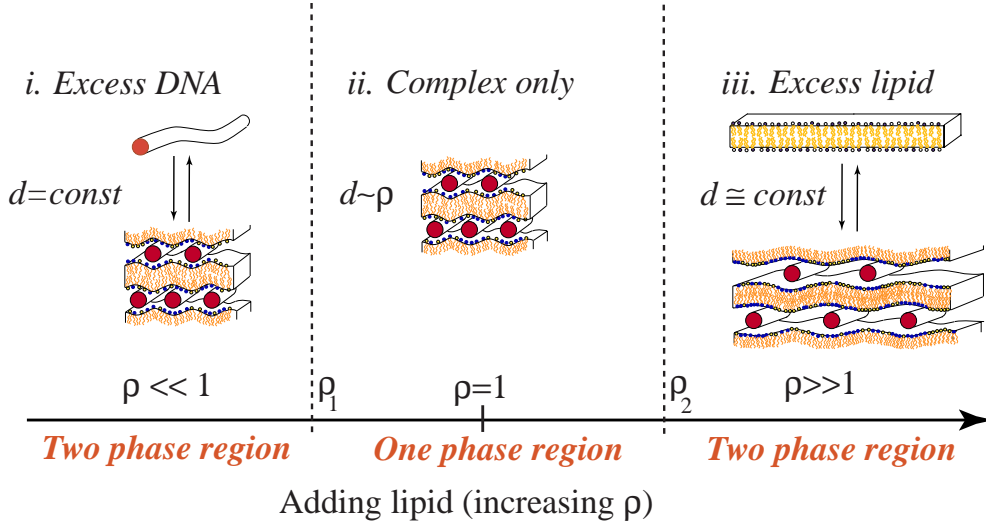 i. Excess DNA
ii. Complex only
iii. Excess lipid
d=const
d~ρ
d ≅ const
ρ << 1
ρ₁
ρ=1
ρ₂
ρ>>1
Two phase region
One phase region
Two phase region
Adding lipid (increasing ρ)